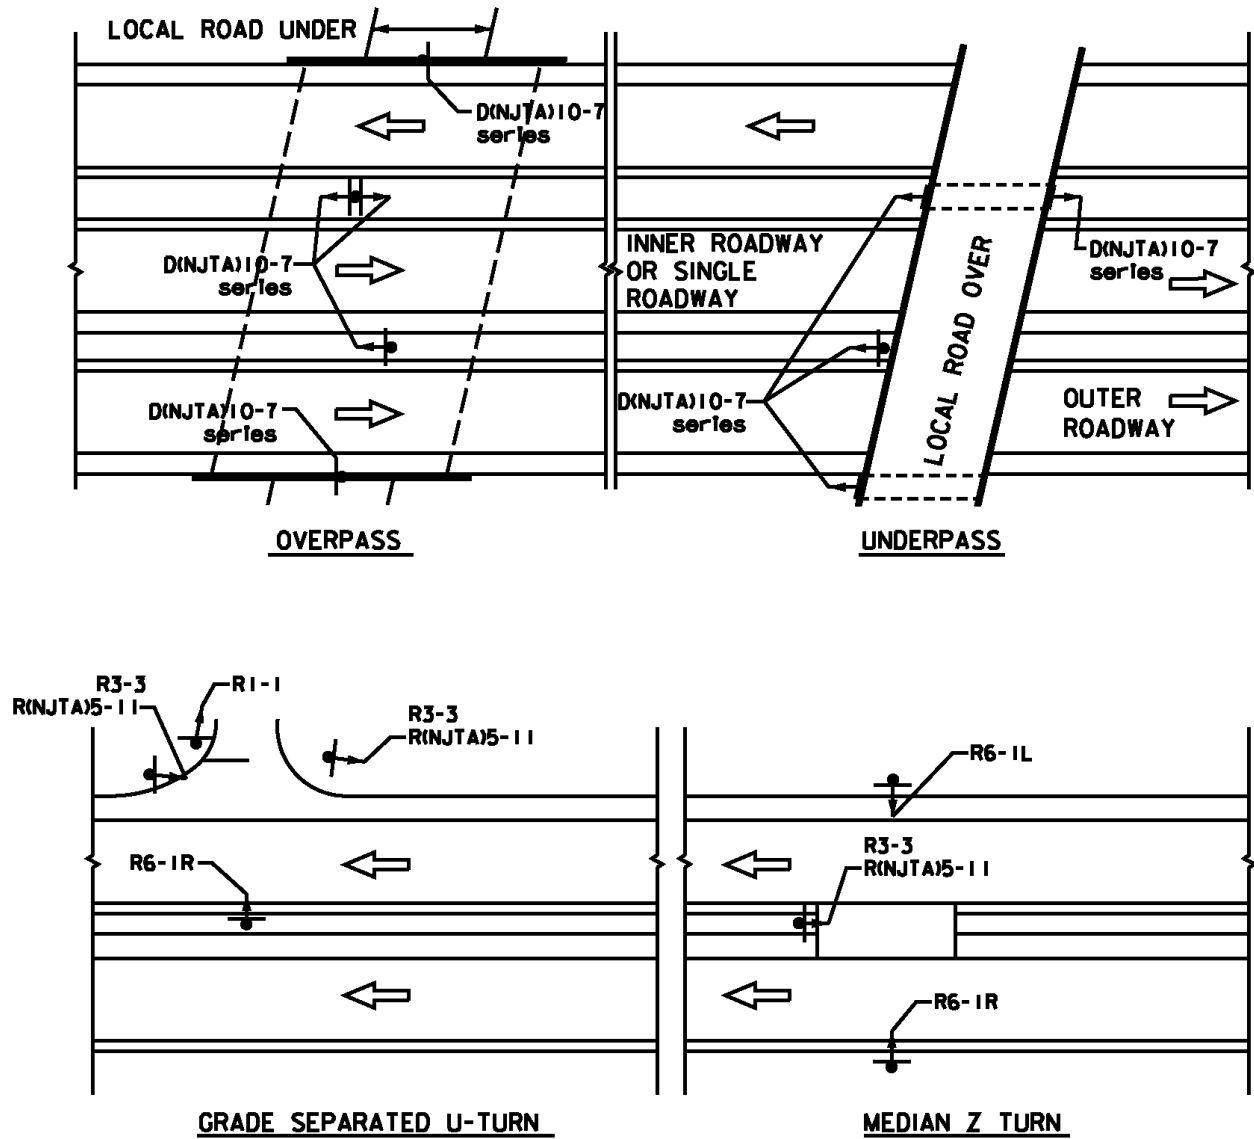 LOCAL ROAD UNDER
D(NJTA)10-7
series
D(NJTA)10-7
series
D(NJTA)10-7
series
OVERPASS
INNER ROADWAY
OR SINGLE
ROADWAY
D(NJTA)10-7
series
LOCAL ROAD OVER
D(NJTA)10-7
series
OUTER
ROADWAY
UNDERPASS
R3-3
R(NJTA)5-11
R1-1
R3-3
R(NJTA)5-11
R6-1R
GRADE SEPARATED U-TURN
R6-1L
R3-3
R(NJTA)5-11
R6-1R
MEDIAN Z TURN